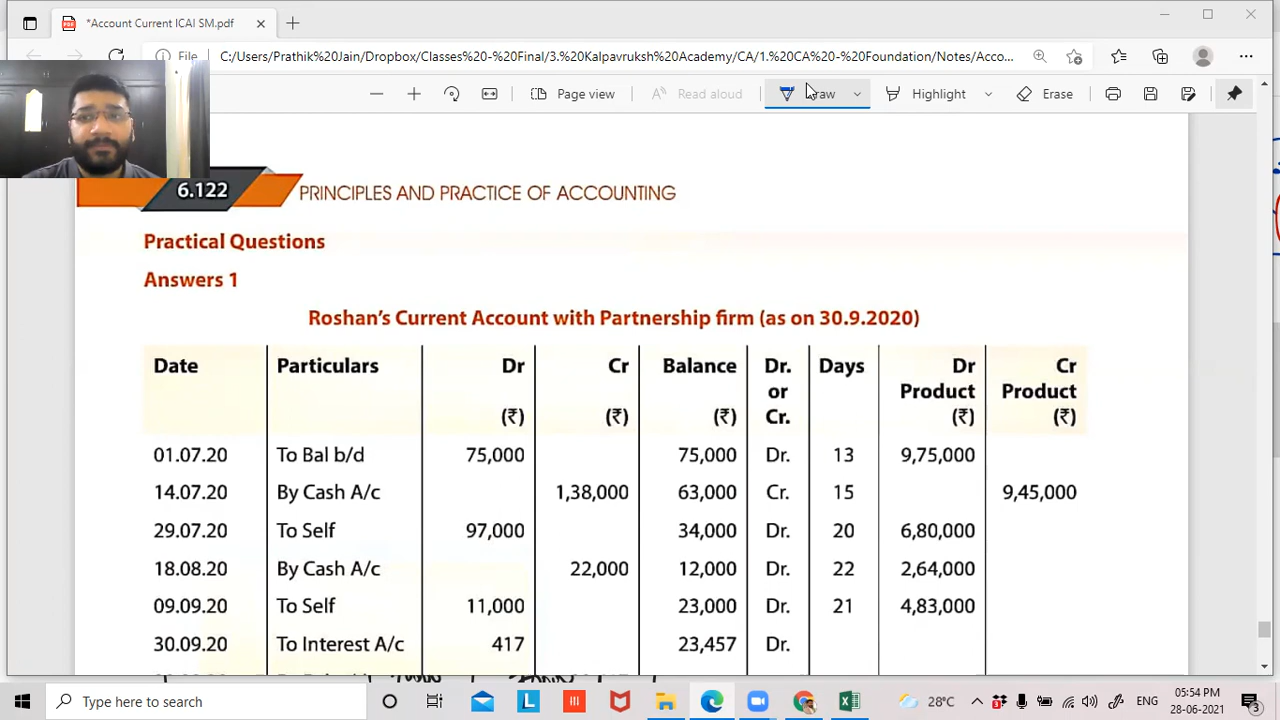 *Account Current ICAI SM.pdf
File C:/Users/Prathik%20Jain/Dropbox/Classes%20-%20Final/3.%20Kalpavruksh%20Academy/CA/1.%20CA%20-%20Foundation/Notes/Acco...
Page view Read aloud Draw Highlight Erase
6.122 PRINCIPLES AND PRACTICE OF ACCOUNTING
Practical Questions
Answers 1
Roshan's Current Account with Partnership firm (as on 30.9.2020)
Date Particulars Dr Cr Balance Dr. Days Dr Cr
or Product Product
(₹) (₹) (₹) Cr. (₹) (₹)
01.07.20 To Bal b/d 75,000 75,000 Dr. 13 9,75,000
14.07.20 By Cash A/c 1,38,000 63,000 Cr. 15 9,45,000
29.07.20 To Self 97,000 34,000 Dr. 20 6,80,000
18.08.20 By Cash A/c 22,000 12,000 Dr. 22 2,64,000
09.09.20 To Self 11,000 23,000 Dr. 21 4,83,000
30.09.20 To Interest A/c 417 23,457 Dr.
Type here to search 28°C 05:54 PM
28-06-2021